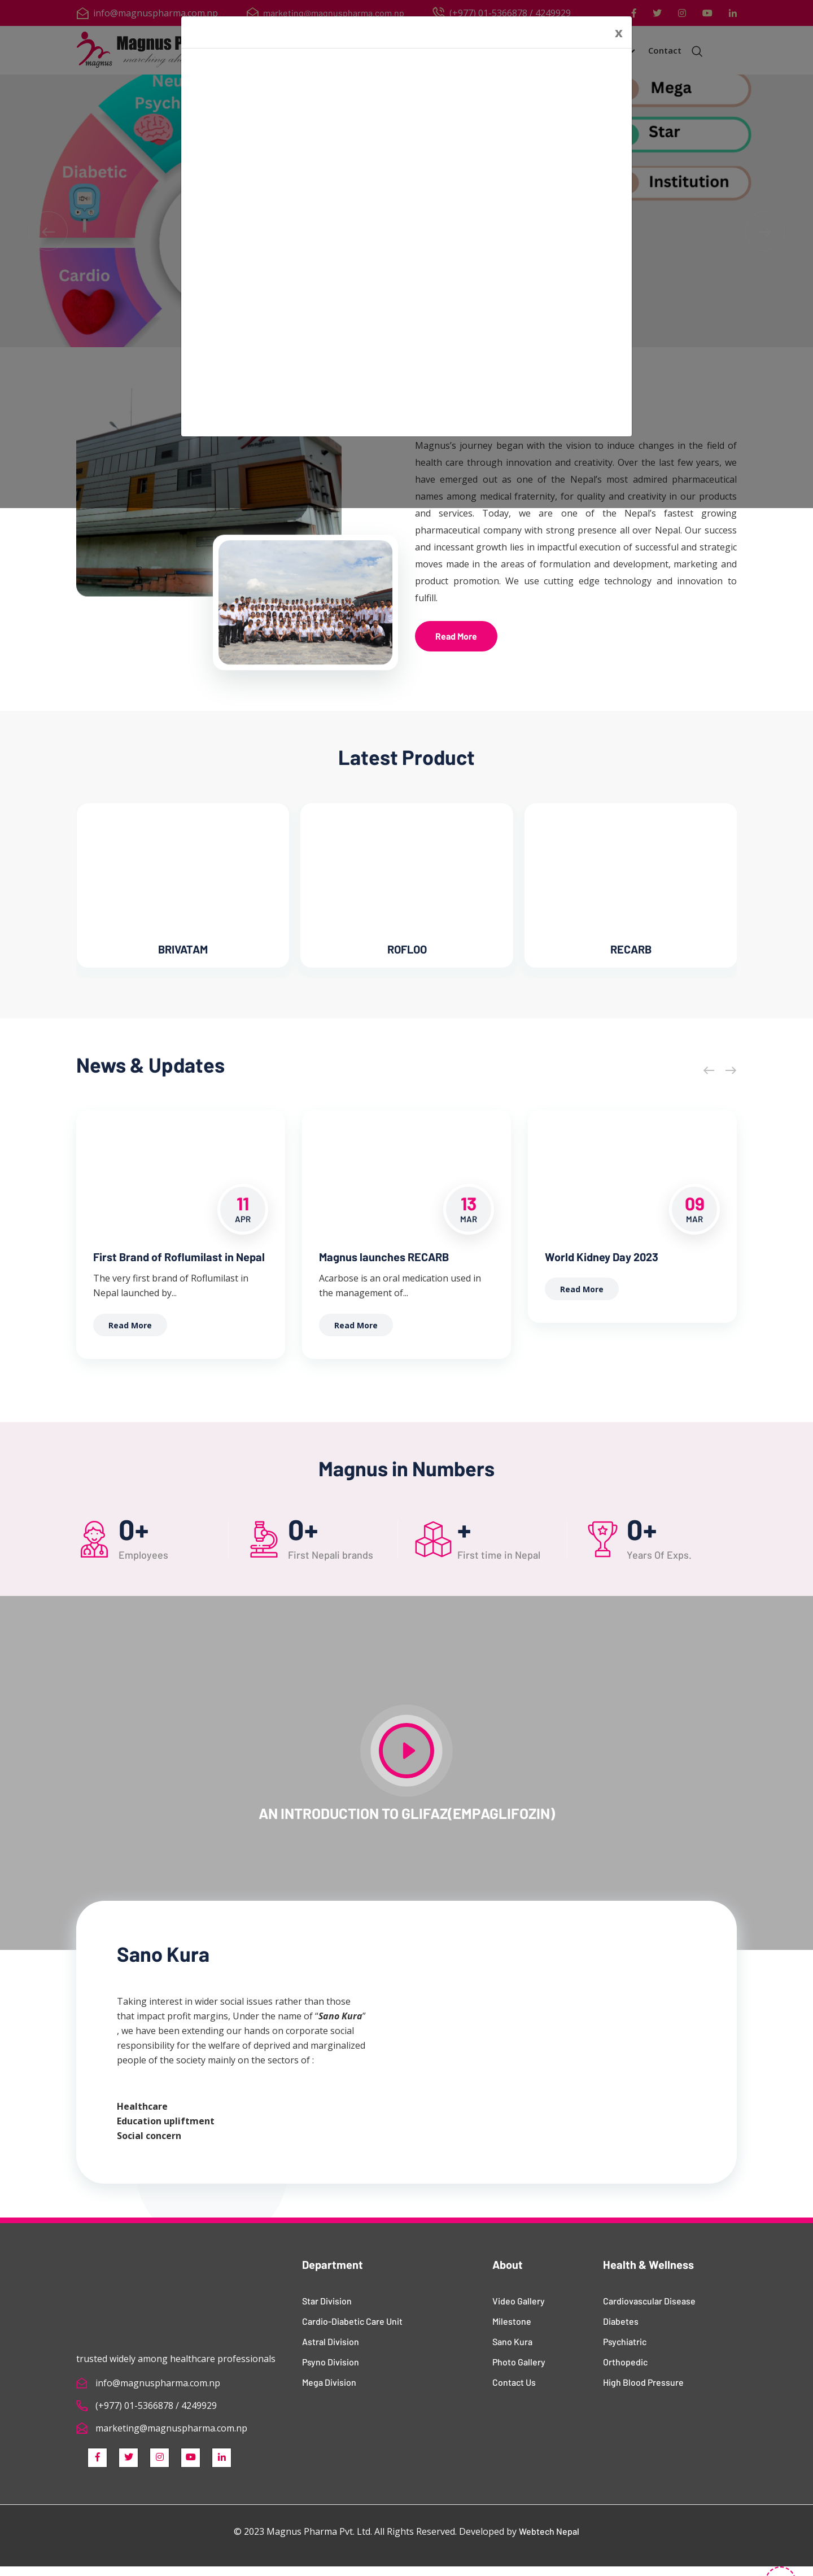 info@magnuspharma.com.np
marketing@magnuspharma.com.np
(+977) 01-5366878 / 4249929
x
Magnus
Contact
Mega
Star
Institution
Diabetic
Cardio
Magnus's journey began with the vision to induce changes in the field of
health care through innovation and creativity. Over the last few years, we
have emerged out as one of the Nepal's most admired pharmaceutical
names among medical fraternity, for quality and creativity in our products
and services. Today, we are one of the Nepal's fastest growing
pharmaceutical company with strong presence all over Nepal. Our success
and incessant growth lies in impactful execution of successful and strategic
moves made in the areas of formulation and development, marketing and
product promotion. We use cutting edge technology and innovation to
fulfill.
Read More
Latest Product
BRIVATAM
ROFLOO
RECARB
News & Updates
11
APR
First Brand of Roflumilast in Nepal
The very first brand of Roflumilast in
Nepal launched by...
Read More
13
MAR
Magnus launches RECARB
Acarbose is an oral medication used in
the management of...
Read More
09
MAR
World Kidney Day 2023
Read More
Magnus in Numbers
0+
Employees
0+
First Nepali brands
+
First time in Nepal
0+
Years Of Exps.
AN INTRODUCTION TO GLIFAZ(EMPAGLIFOZIN)
Sano Kura
Taking interest in wider social issues rather than those
that impact profit margins, Under the name of “Sano Kura”
, we have been extending our hands on corporate social
responsibility for the welfare of deprived and marginalized
people of the society mainly on the sectors of :
Healthcare
Education upliftment
Social concern
trusted widely among healthcare professionals
info@magnuspharma.com.np
(+977) 01-5366878 / 4249929
marketing@magnuspharma.com.np
Department
Star Division
Cardio-Diabetic Care Unit
Astral Division
Psyno Division
Mega Division
About
Video Gallery
Milestone
Sano Kura
Photo Gallery
Contact Us
Health & Wellness
Cardiovascular Disease
Diabetes
Psychiatric
Orthopedic
High Blood Pressure
© 2023 Magnus Pharma Pvt. Ltd. All Rights Reserved. Developed by Webtech Nepal